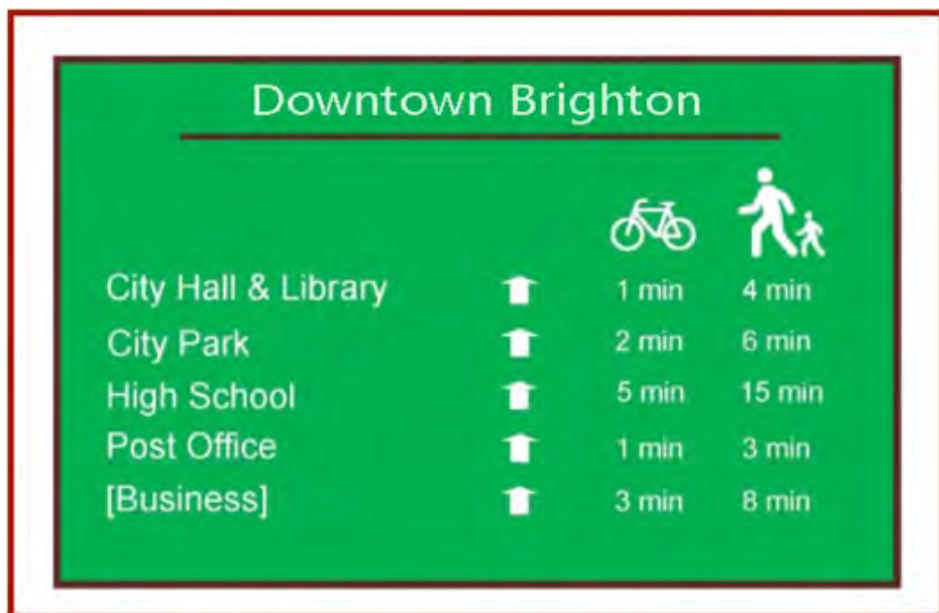 Downtown Brighton
City Hall & Library 1 min 4 min
City Park 2 min 6 min
High School 5 min 15 min
Post Office 1 min 3 min
[Business] 3 min 8 min